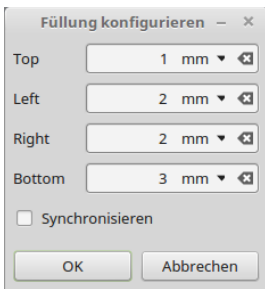 Füllung konfigurieren
Top 1 mm
Left 2 mm
Right 2 mm
Bottom 3 mm
Synchronisieren
OK Abbrechen